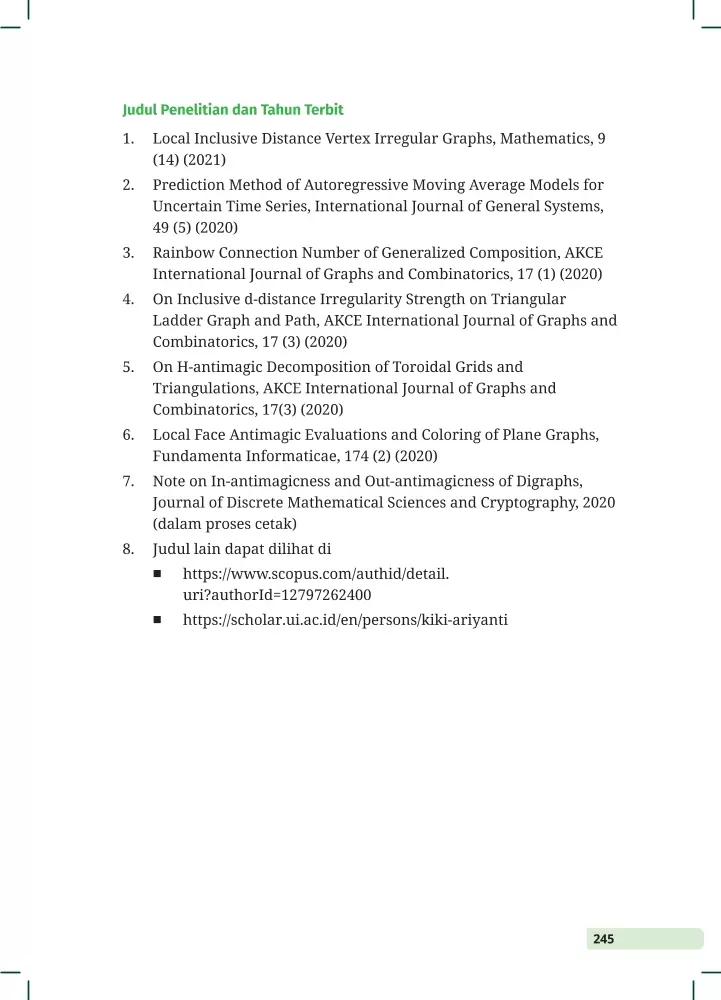 Judul Penelitian dan Tahun Terbit
1. Local Inclusive Distance Vertex Irregular Graphs, Mathematics, 9
(14) (2021)
2. Prediction Method of Autoregressive Moving Average Models for
Uncertain Time Series, International Journal of General Systems,
49 (5) (2020)
3. Rainbow Connection Number of Generalized Composition, AKCE
International Journal of Graphs and Combinatorics, 17 (1) (2020)
4. On Inclusive d-distance Irregularity Strength on Triangular
Ladder Graph and Path, AKCE International Journal of Graphs and
Combinatorics, 17 (3) (2020)
5. On H-antimagic Decomposition of Toroidal Grids and
Triangulations, AKCE International Journal of Graphs and
Combinatorics, 17(3) (2020)
6. Local Face Antimagic Evaluations and Coloring of Plane Graphs,
Fundamenta Informaticae, 174 (2) (2020)
7. Note on In-antimagicness and Out-antimagicness of Digraphs,
Journal of Discrete Mathematical Sciences and Cryptography, 2020
(dalam proses cetak)
8. Judul lain dapat dilihat di
■ https://www.scopus.com/authid/detail.
uri?authorId=12797262400
■ https://scholar.ui.ac.id/en/persons/kiki-ariyanti
245